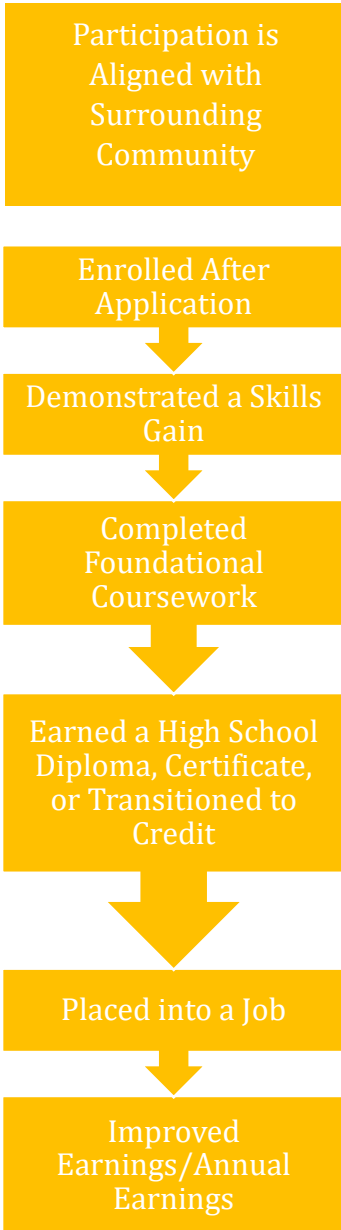 Participation is
Aligned with
Surrounding
Community
Enrolled After
Application
Demonstrated a Skills
Gain
Completed
Foundational
Coursework
Earned a High School
Diploma, Certificate,
or Transitioned to
Credit
Placed into a Job
Improved
Earnings/Annual
Earnings